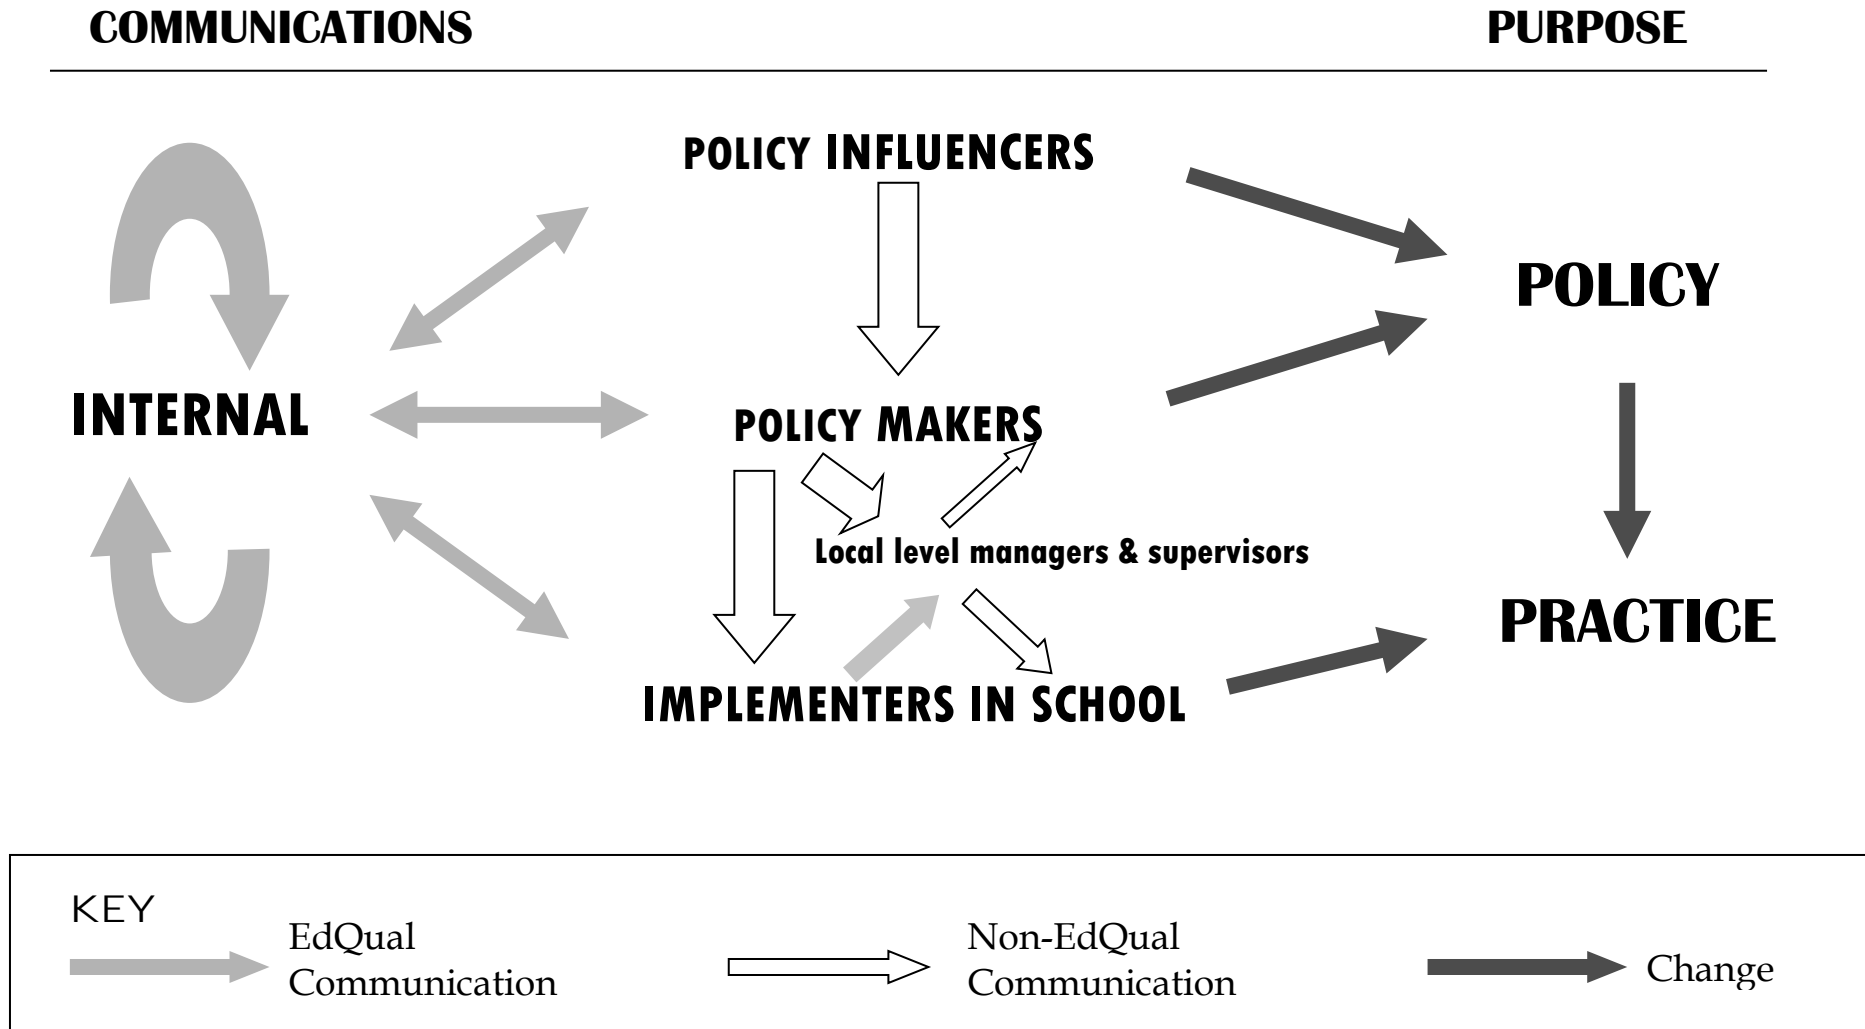 COMMUNICATIONS PURPOSE
POLICY INFLUENCERS
POLICY
INTERNAL
POLICY MAKERS
Local level managers & supervisors
PRACTICE
IMPLEMENTERS IN SCHOOL
KEY
EdQual
Communication
Non-EdQual
Communication
Change